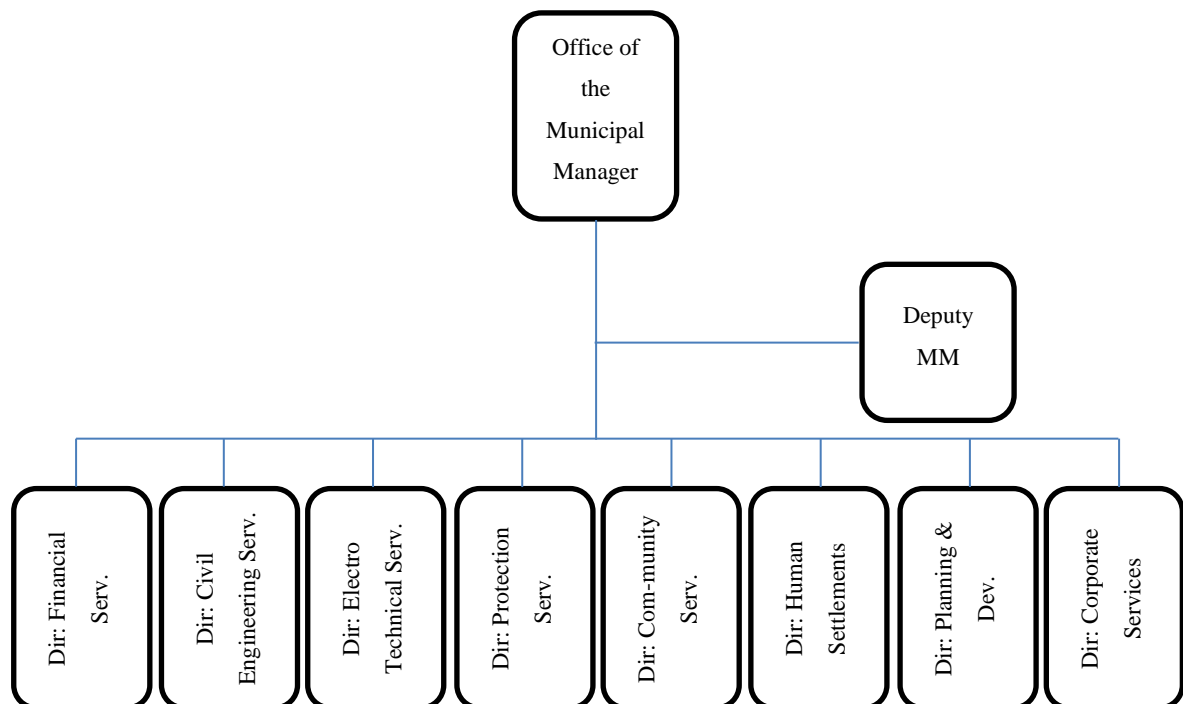 Office of
the
Municipal
Manager
Deputy
MM
Dir: Financial
Serv.
Dir: Civil
Engineering Serv.
Dir: Electro
Technical Serv.
Dir: Protection
Serv.
Dir: Com-munity
Serv.
Dir: Human
Settlements
Dir: Planning &
Dev.
Dir: Corporate
Services